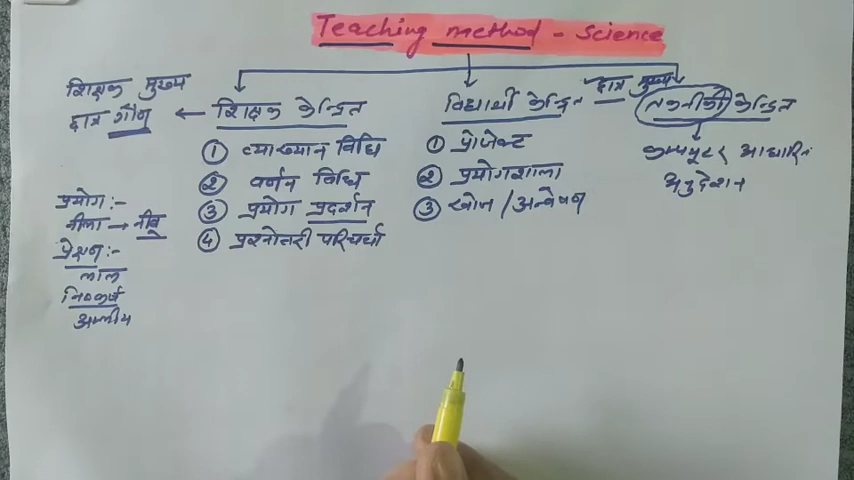 Teaching method - Science
शिक्षक मुख्य
छात्र गौण ← शिक्षक केन्द्रित
① व्याख्यान विधि
② वर्णन विधि
③ प्रयोग प्रदर्शन
④ प्रश्नोतरी परिचर्चा
विद्यार्थी केन्द्रित
छात्र मुख्य
① प्रोजेक्ट
② प्रयोगशाला
③ खोज / अन्वेषण
तकनीकी केन्द्रित
कम्प्यूटर आधारित
अनुदेशन
प्रयोग :-
नीला → नींबू
प्रेक्षण :-
लाल
निष्कर्ष
अम्लीय